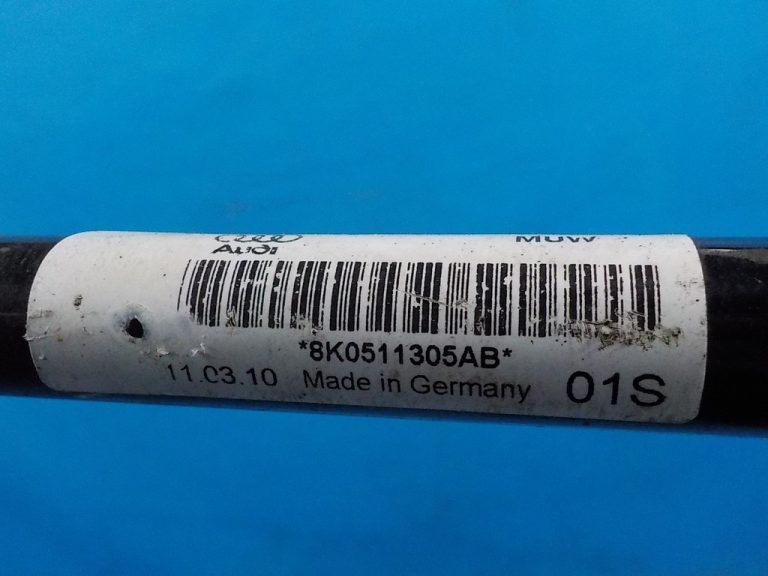 Audi MUW
*8K0511305AB*
11.03.10 Made in Germany 01S